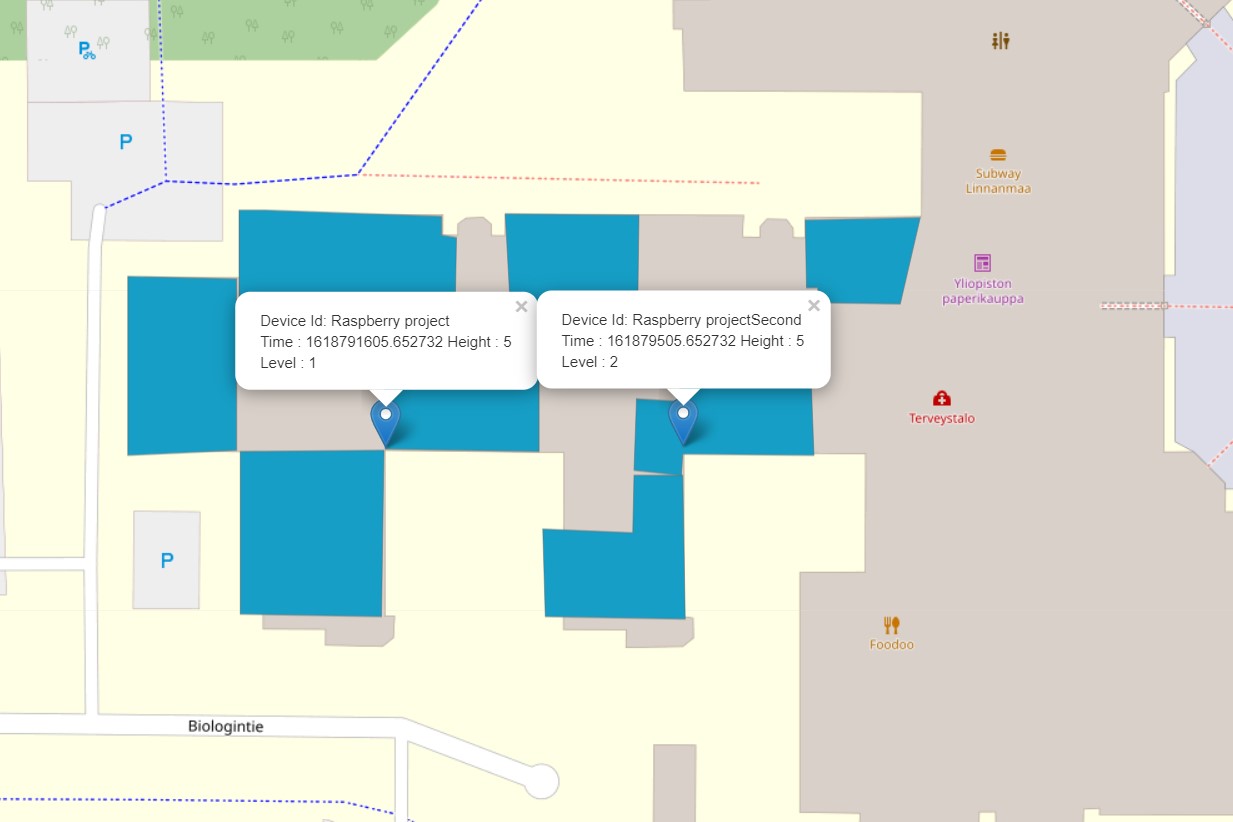 P
P
Subway
Linnanmaa
Yliopiston
paperikauppa
×
Device Id: Raspberry project
Time : 1618791605.652732 Height : 5
Level : 1
×
Device Id: Raspberry projectSecond
Time : 161879505.652732 Height : 5
Level : 2
Terveystalo
P
Foodoo
Biologintie